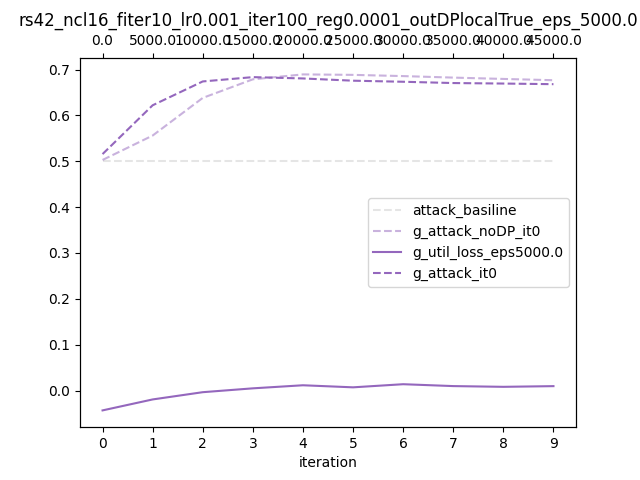 rs42_ncl16_fiter10_lr0.001_iter100_reg0.0001_outDPlocalTrue_eps_5000.0
0.0 5000.0 10000.0 15000.0 20000.0 25000.0 30000.0 35000.0 40000.0 45000.0
0.7
0.6
0.5
0.4
0.3
0.2
0.1
0.0
attack_basiline
g_attack_noDP_it0
g_util_loss_eps5000.0
g_attack_it0
0 1 2 3 4 5 6 7 8 9
iteration